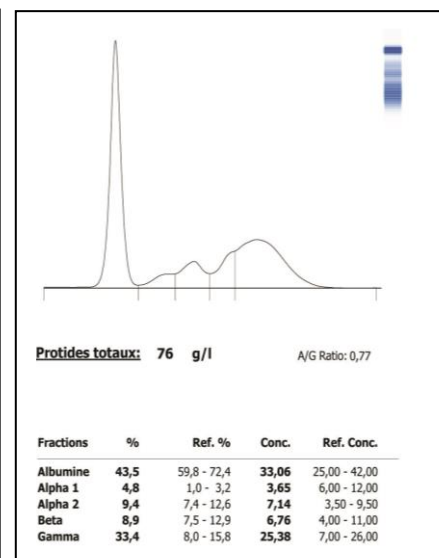 Protides totaux: 76 g/l A/G Ratio: 0,77
Fractions % Ref. % Conc. Ref. Conc.
Albumine 43,5 59,8 - 72,4 33,06 25,00 - 42,00
Alpha 1 4,8 1,0 - 3,2 3,65 6,00 - 12,00
Alpha 2 9,4 7,4 - 12,6 7,14 3,50 - 9,50
Beta 8,9 7,5 - 12,9 6,76 4,00 - 11,00
Gamma 33,4 8,0 - 15,8 25,38 7,00 - 26,00